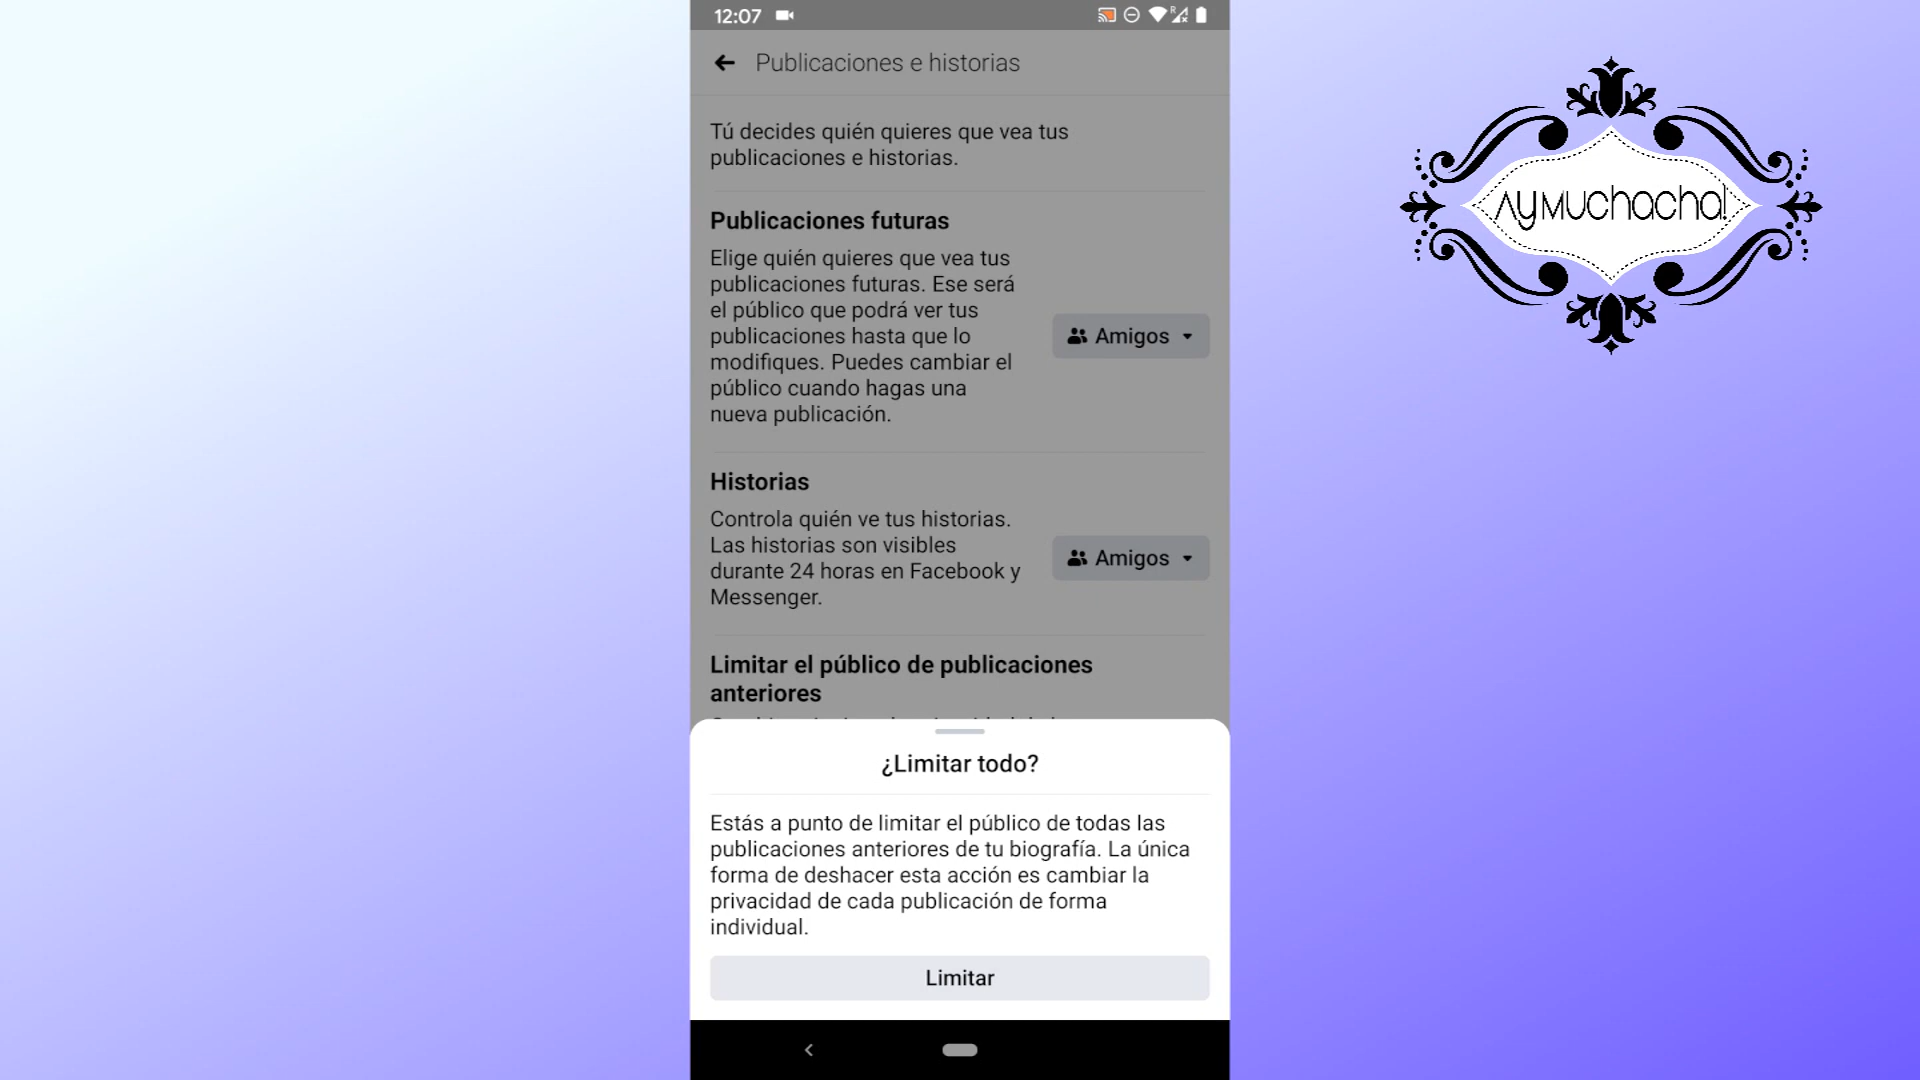 12:07
Publicaciones e historias
Tú decides quién quieres que vea tus
publicaciones e historias.
Publicaciones futuras
Elige quién quieres que vea tus
publicaciones futuras. Ese será
el público que podrá ver tus
publicaciones hasta que lo
modifiques. Puedes cambiar el
público cuando hagas una
nueva publicación.
Amigos
Historias
Controla quién ve tus historias.
Las historias son visibles
durante 24 horas en Facebook y
Messenger.
Amigos
Limitar el público de publicaciones
anteriores
¿Limitar todo?
Estás a punto de limitar el público de todas las
publicaciones anteriores de tu biografía. La única
forma de deshacer esta acción es cambiar la
privacidad de cada publicación de forma
individual.
Limitar
AyMuchacha!